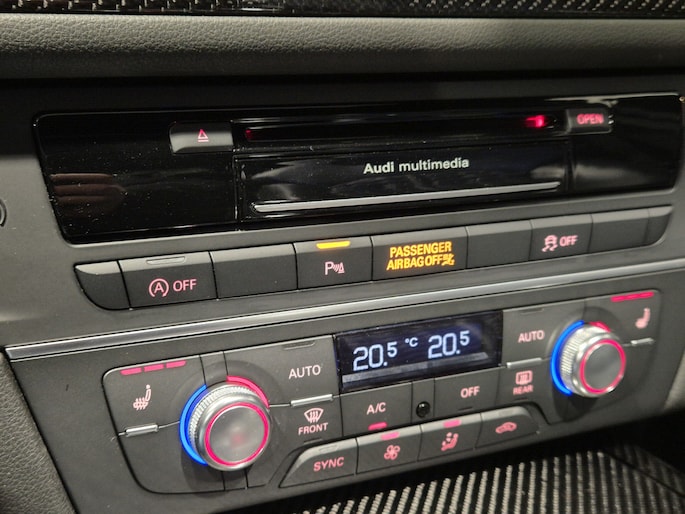 OPEN
Audi multimedia
A OFF
P
PASSENGER
AIRBAG OFF
OFF
AUTO
20.5 °C 20.5
AUTO
FRONT
A/C
OFF
REAR
SYNC